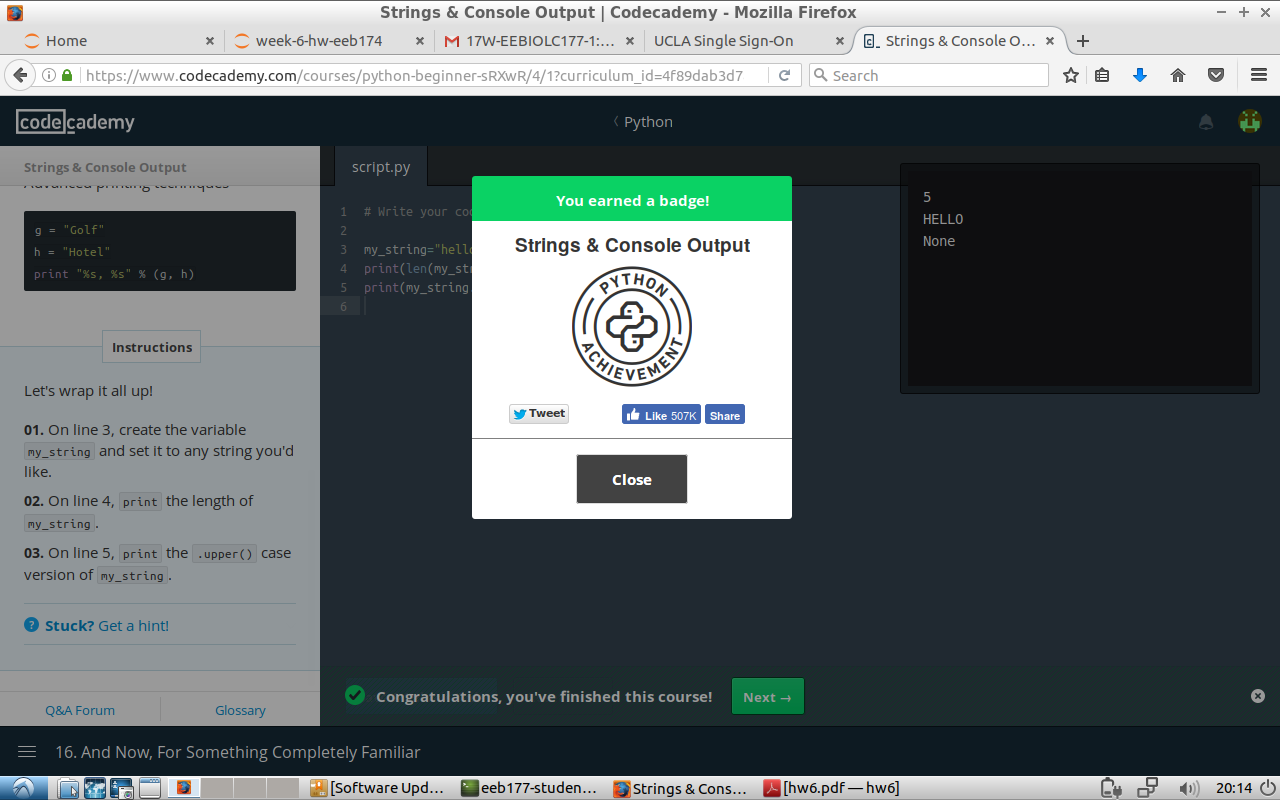 Strings & Console Output | Codecademy - Mozilla Firefox
Home
week-6-hw-eeb174
17W-EEBIOLC177-1:...
UCLA Single Sign-On
Strings & Console O...
https://www.codecademy.com/courses/python-beginner-sRXwR/4/1?curriculum_id=4f89dab3d7
Search
codecademy
Python
Strings & Console Output
Advanced printing techniques
g = "Golf"
h = "Hotel"
print "%s, %s" % (g, h)
Instructions
Let's wrap it all up!
01. On line 3, create the variable
my_string and set it to any string you'd
like.
02. On line 4, print the length of
my_string.
03. On line 5, print the .upper() case
version of my_string.
? Stuck? Get a hint!
Q&A Forum
Glossary
script.py
1 # Write your co
2
3 my_string="hello
4 print(len(my_st
5 print(my_string.
6
5
HELLO
None
You earned a badge!
Strings & Console Output
PYTHON
ACHIEVEMENT
Tweet
Like 507K
Share
Close
Congratulations, you've finished this course!
Next →
16. And Now, For Something Completely Familiar
[Software Upd...
eeb177-studen...
Strings & Cons...
[hw6.pdf — hw6]
20:14